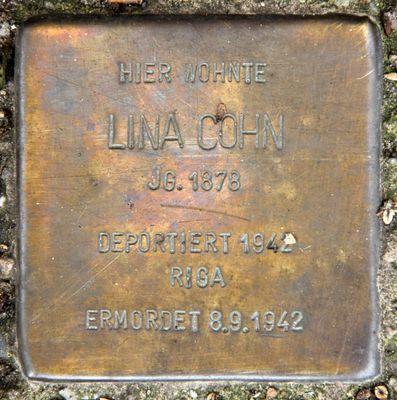 HIER WOHNTE
LINA COHN
JG. 1878
DEPORTIERT 1942
RIGA
ERMORDET 8.9.1942